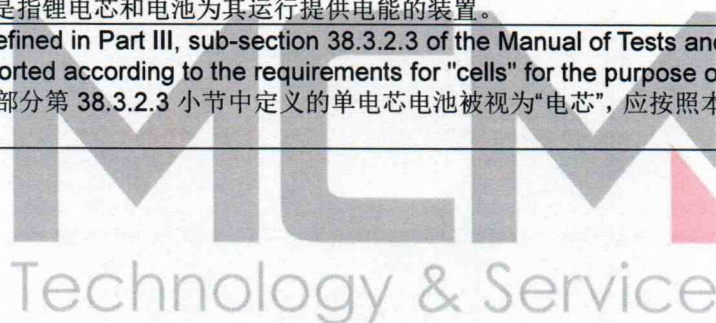 是指锂电芯和电池为其运行提供电能的装置。
efined in Part III, sub-section 38.3.2.3 of the Manual of Tests and
orted according to the requirements for "cells" for the purpose o
部分第 38.3.2.3 小节中定义的单电芯电池被视为“电芯”，应按照本
MCM
Technology & Service